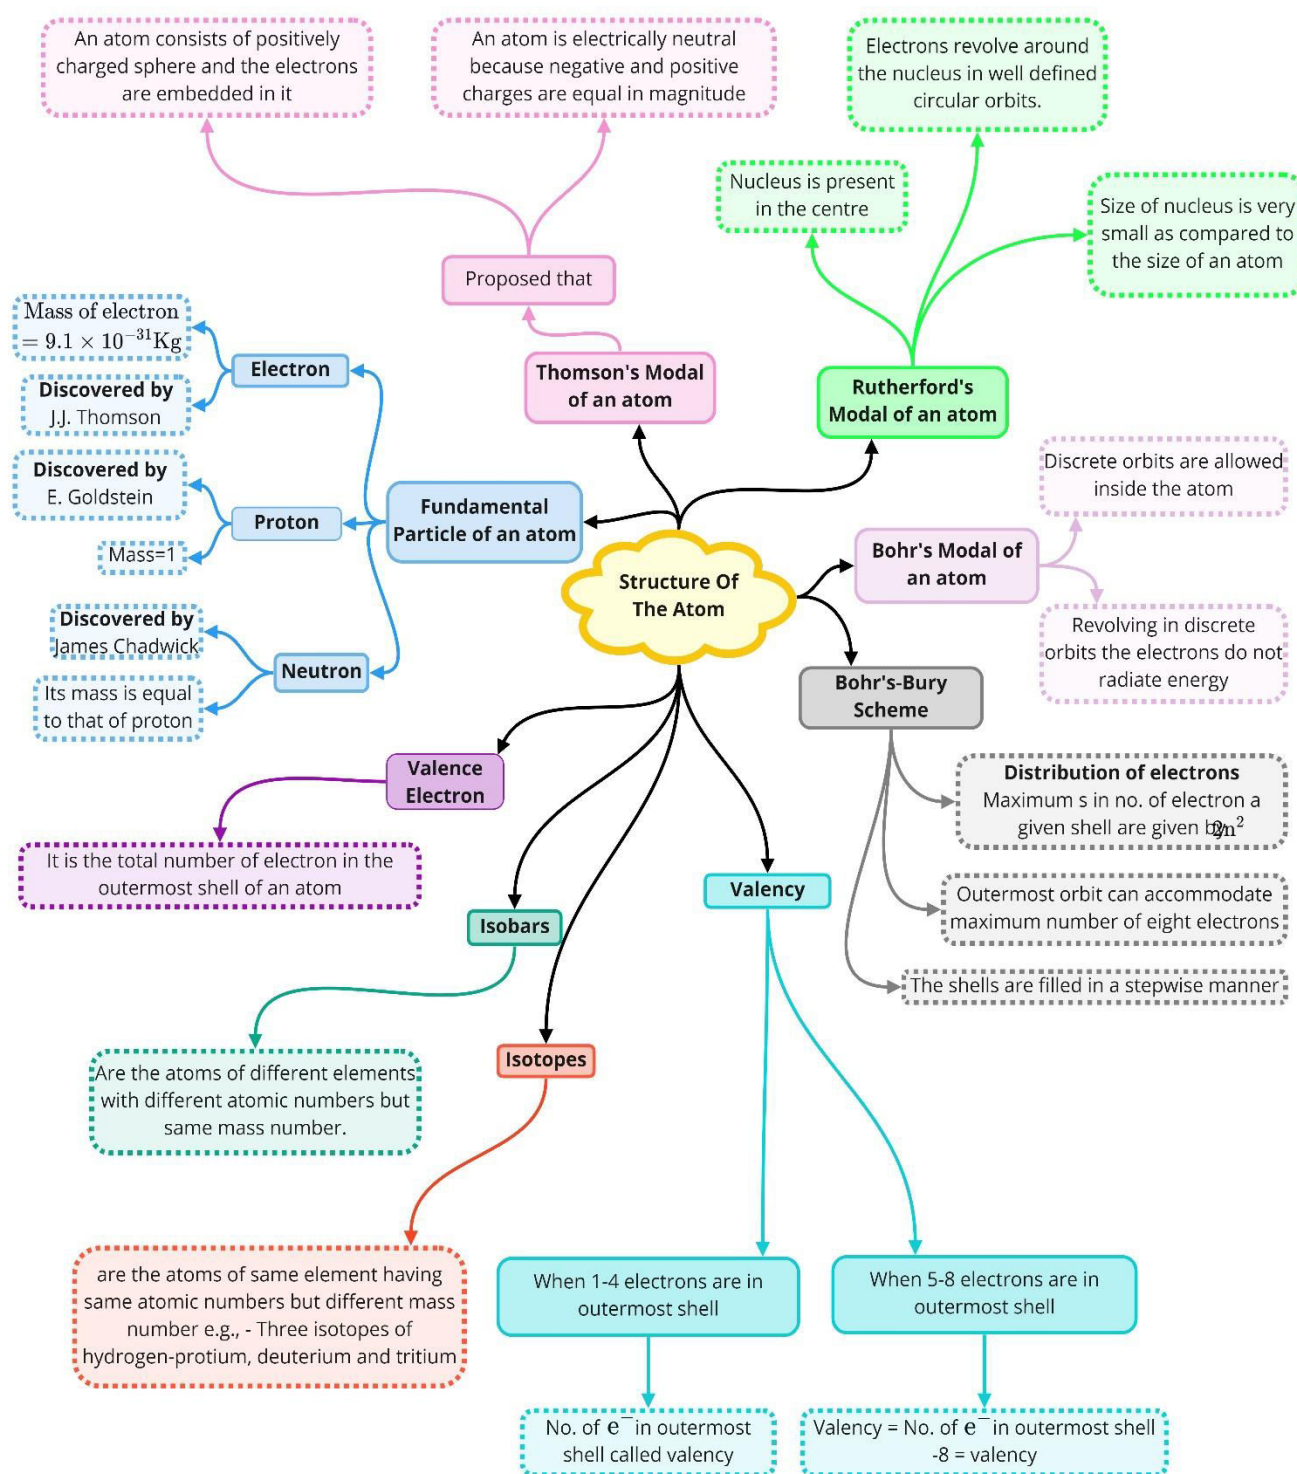 An atom consists of positively
charged sphere and the electrons
are embedded in it
An atom is electrically neutral
because negative and positive
charges are equal in magnitude
Electrons revolve around
the nucleus in well defined
circular orbits.
Nucleus is present
in the centre
Size of nucleus is very
small as compared to
the size of an atom
Proposed that
Thomson's Modal
of an atom
Rutherford's
Modal of an atom
Mass of electron
= 9.1 × 10⁻³¹Kg
Electron
Discovered by
J.J. Thomson
Discovered by
E. Goldstein
Proton
Mass=1
Fundamental
Particle of an atom
Discovered by
James Chadwick
Neutron
Its mass is equal
to that of proton
Structure Of
The Atom
Bohr's Modal of
an atom
Discrete orbits are allowed
inside the atom
Revolving in discrete
orbits the electrons do not
radiate energy
Bohr's-Bury
Scheme
Distribution of electrons
Maximum s in no. of electron a
given shell are given by 2n²
Outermost orbit can accommodate
maximum number of eight electrons
The shells are filled in a stepwise manner
Valence
Electron
It is the total number of electron in the
outermost shell of an atom
Valency
Isobars
Are the atoms of different elements
with different atomic numbers but
same mass number.
Isotopes
are the atoms of same element having
same atomic numbers but different mass
number e.g., - Three isotopes of
hydrogen-protium, deuterium and tritium
When 1-4 electrons are in
outermost shell
When 5-8 electrons are in
outermost shell
No. of e⁻ in outermost
shell called valency
Valency = No. of e⁻ in outermost shell
-8 = valency